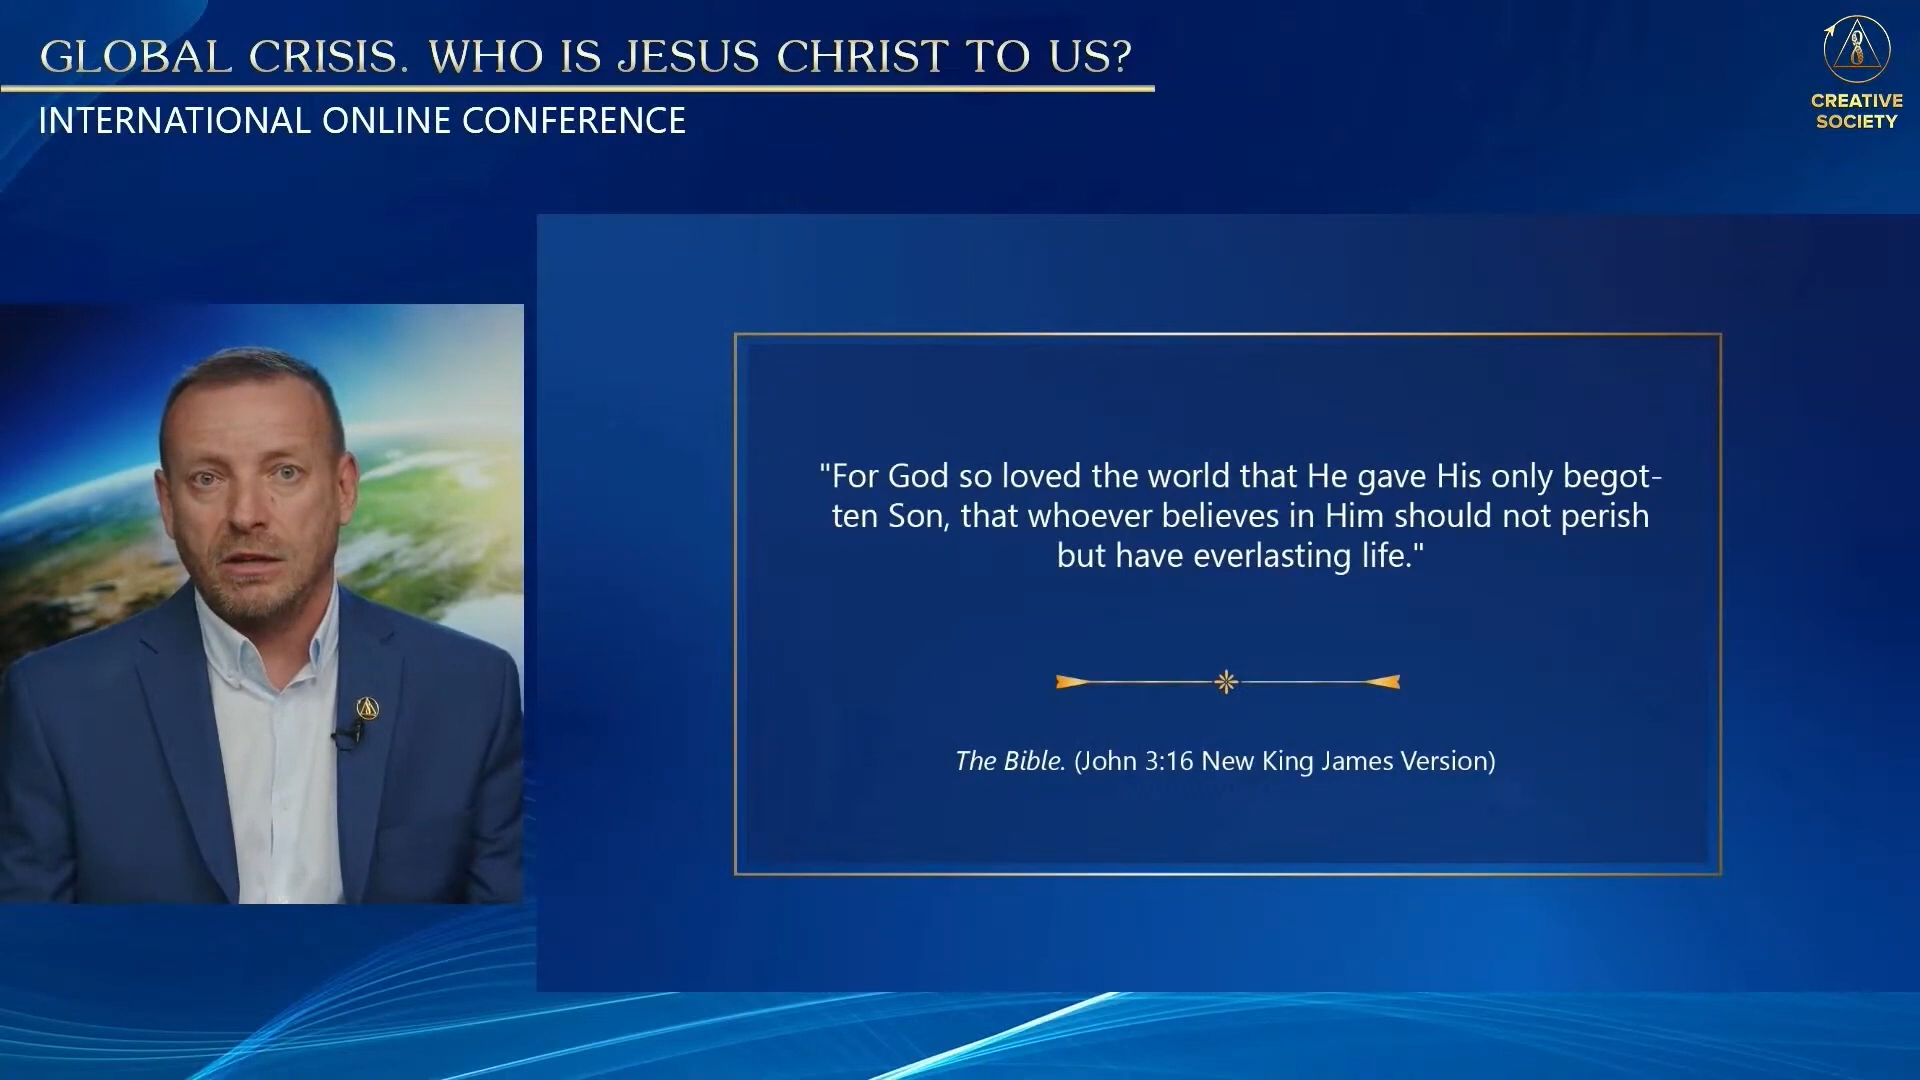 GLOBAL CRISIS. WHO IS JESUS CHRIST TO US?
INTERNATIONAL ONLINE CONFERENCE
CREATIVE
SOCIETY
"For God so loved the world that He gave His only begot-
ten Son, that whoever believes in Him should not perish
but have everlasting life."
The Bible. (John 3:16 New King James Version)